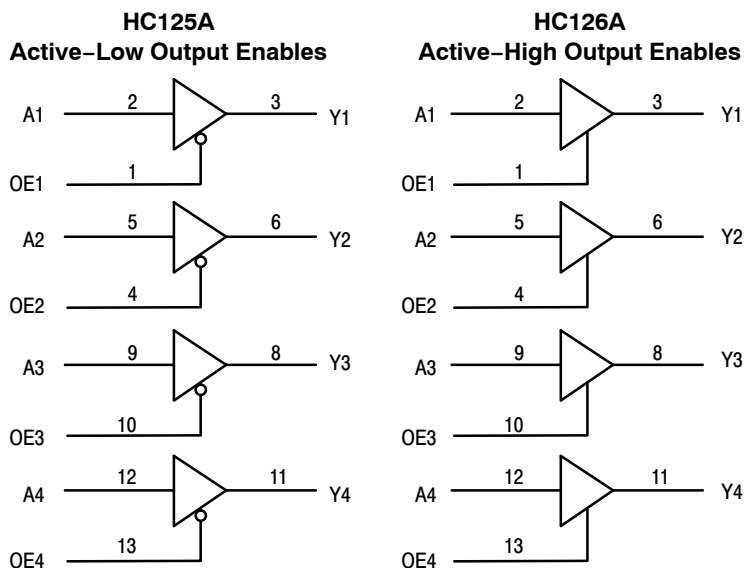 HC125A
Active−Low Output Enables
A1 2 3 Y1
OE1 1
A2 5 6 Y2
OE2 4
A3 9 8 Y3
OE3 10
A4 12 11 Y4
OE4 13
HC126A
Active−High Output Enables
A1 2 3 Y1
OE1 1
A2 5 6 Y2
OE2 4
A3 9 8 Y3
OE3 10
A4 12 11 Y4
OE4 13